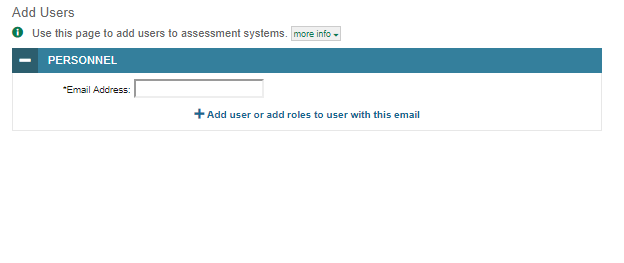 Add Users
Use this page to add users to assessment systems. more info
PERSONNEL
*Email Address:
Add user or add roles to user with this email